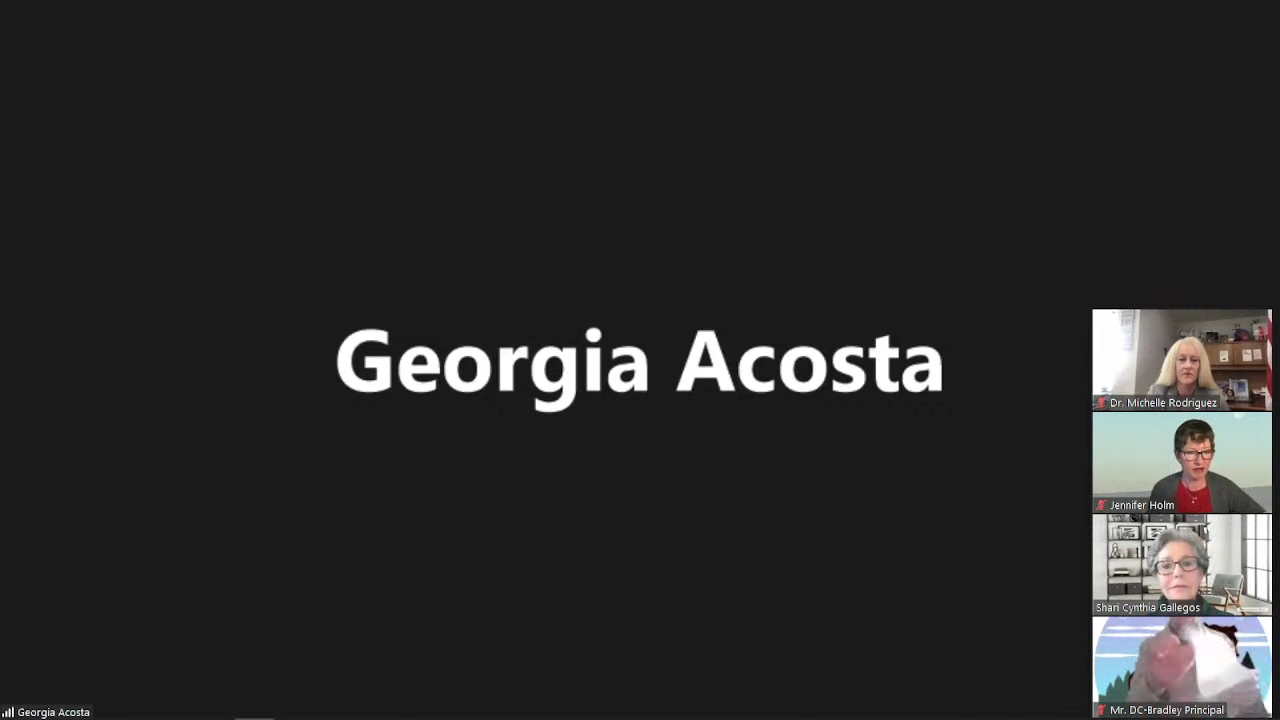 Georgia Acosta
Dr. Michelle Rodriguez
Jennifer Holm
Shari Cynthia Gallegos
Mr. DC-Bradley Principal
Georgia Acosta